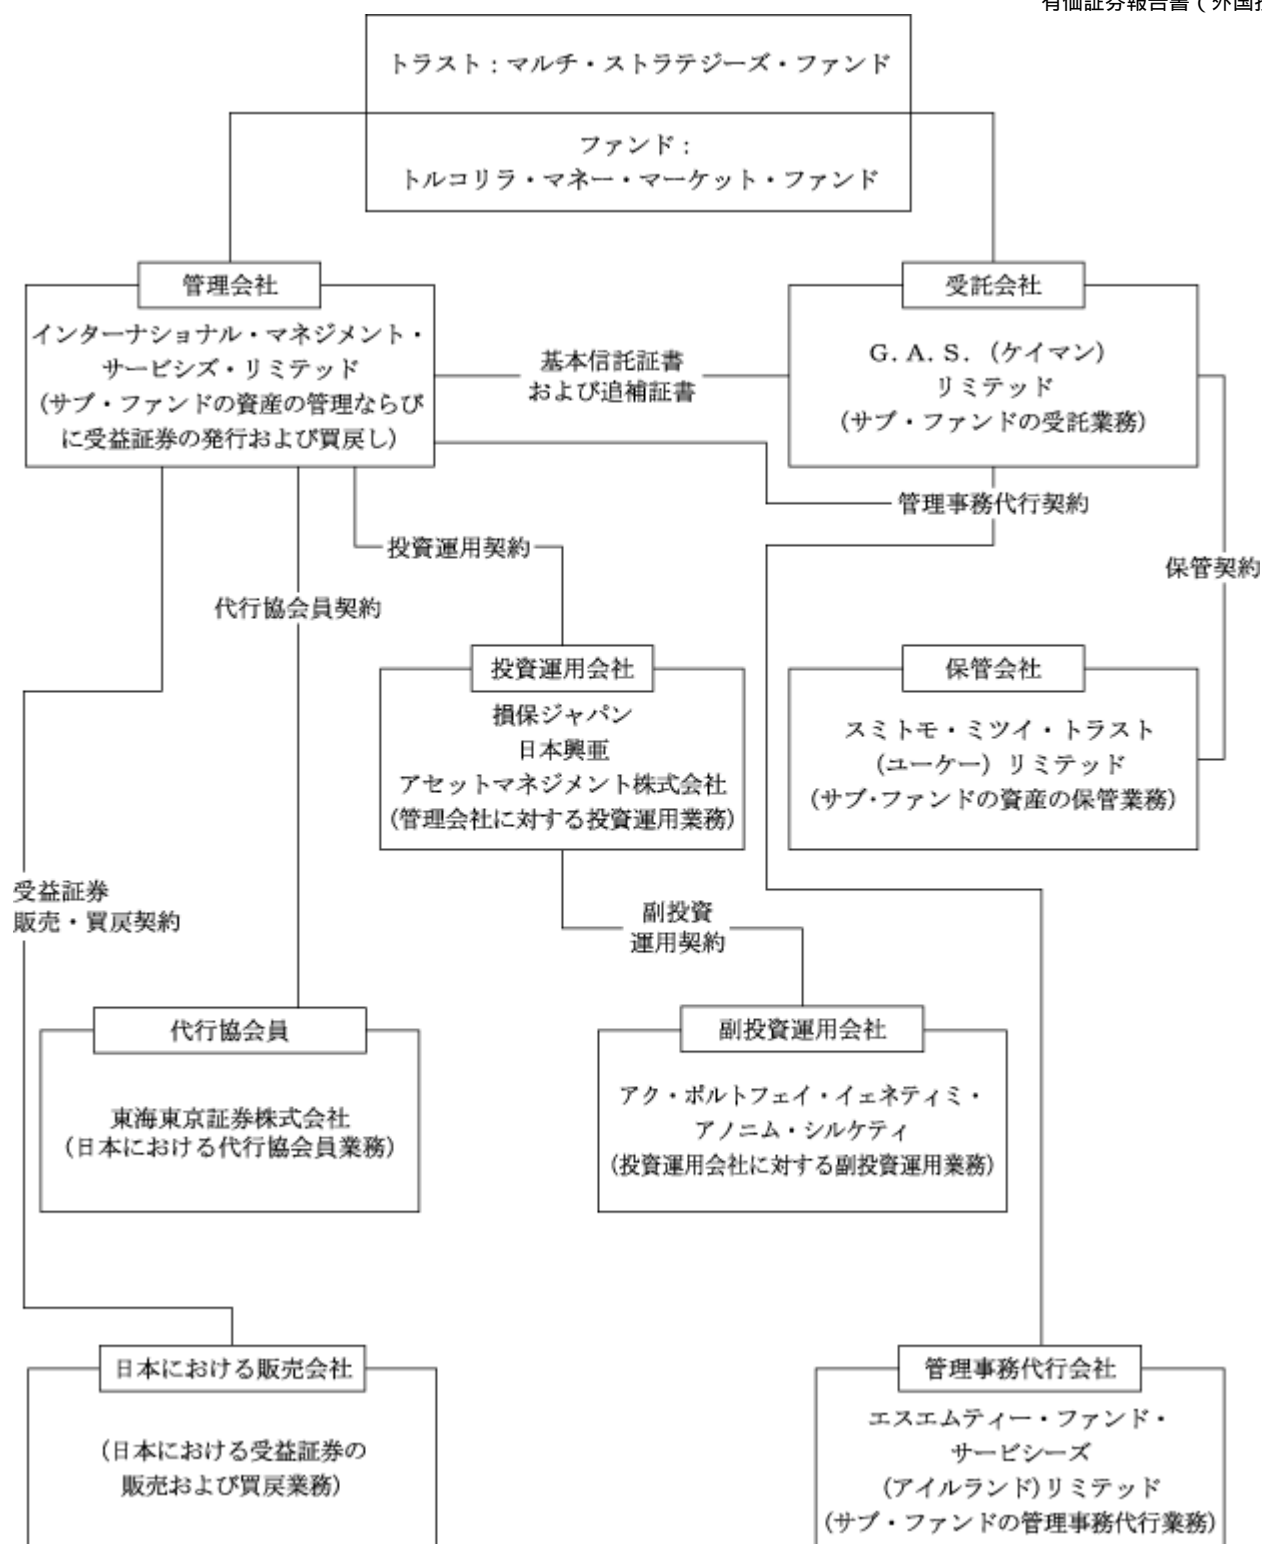 有価証券報告書(外国投
トラスト：マルチ・ストラテジーズ・ファンド
ファンド：
トルコリラ・マネー・マーケット・ファンド
管理会社
インターナショナル・マネジメント・
サービシズ・リミテッド
(サブ・ファンドの資産の管理ならび
に受益証券の発行および買戻し)
基本信託証書
および追補証書
受託会社
G. A. S. (ケイマン)
リミテッド
(サブ・ファンドの受託業務)
管理事務代行契約
投資運用契約
保管契約
代行協会員契約
投資運用会社
損保ジャパン
日本興亜
アセットマネジメント株式会社
(管理会社に対する投資運用業務)
保管会社
スミトモ・ミツイ・トラスト
(ユーケー) リミテッド
(サブ・ファンドの資産の保管業務)
受益証券
販売・買戻契約
副投資
運用契約
代行協会員
東海東京証券株式会社
(日本における代行協会員業務)
副投資運用会社
アク・ポルトフェイ・イェネティミ・
アノニム・シルケティ
(投資運用会社に対する副投資運用業務)
日本における販売会社
(日本における受益証券の
販売および買戻業務)
管理事務代行会社
エスエムティー・ファンド・
サービシーズ
(アイルランド)リミテッド
(サブ・ファンドの管理事務代行業務)